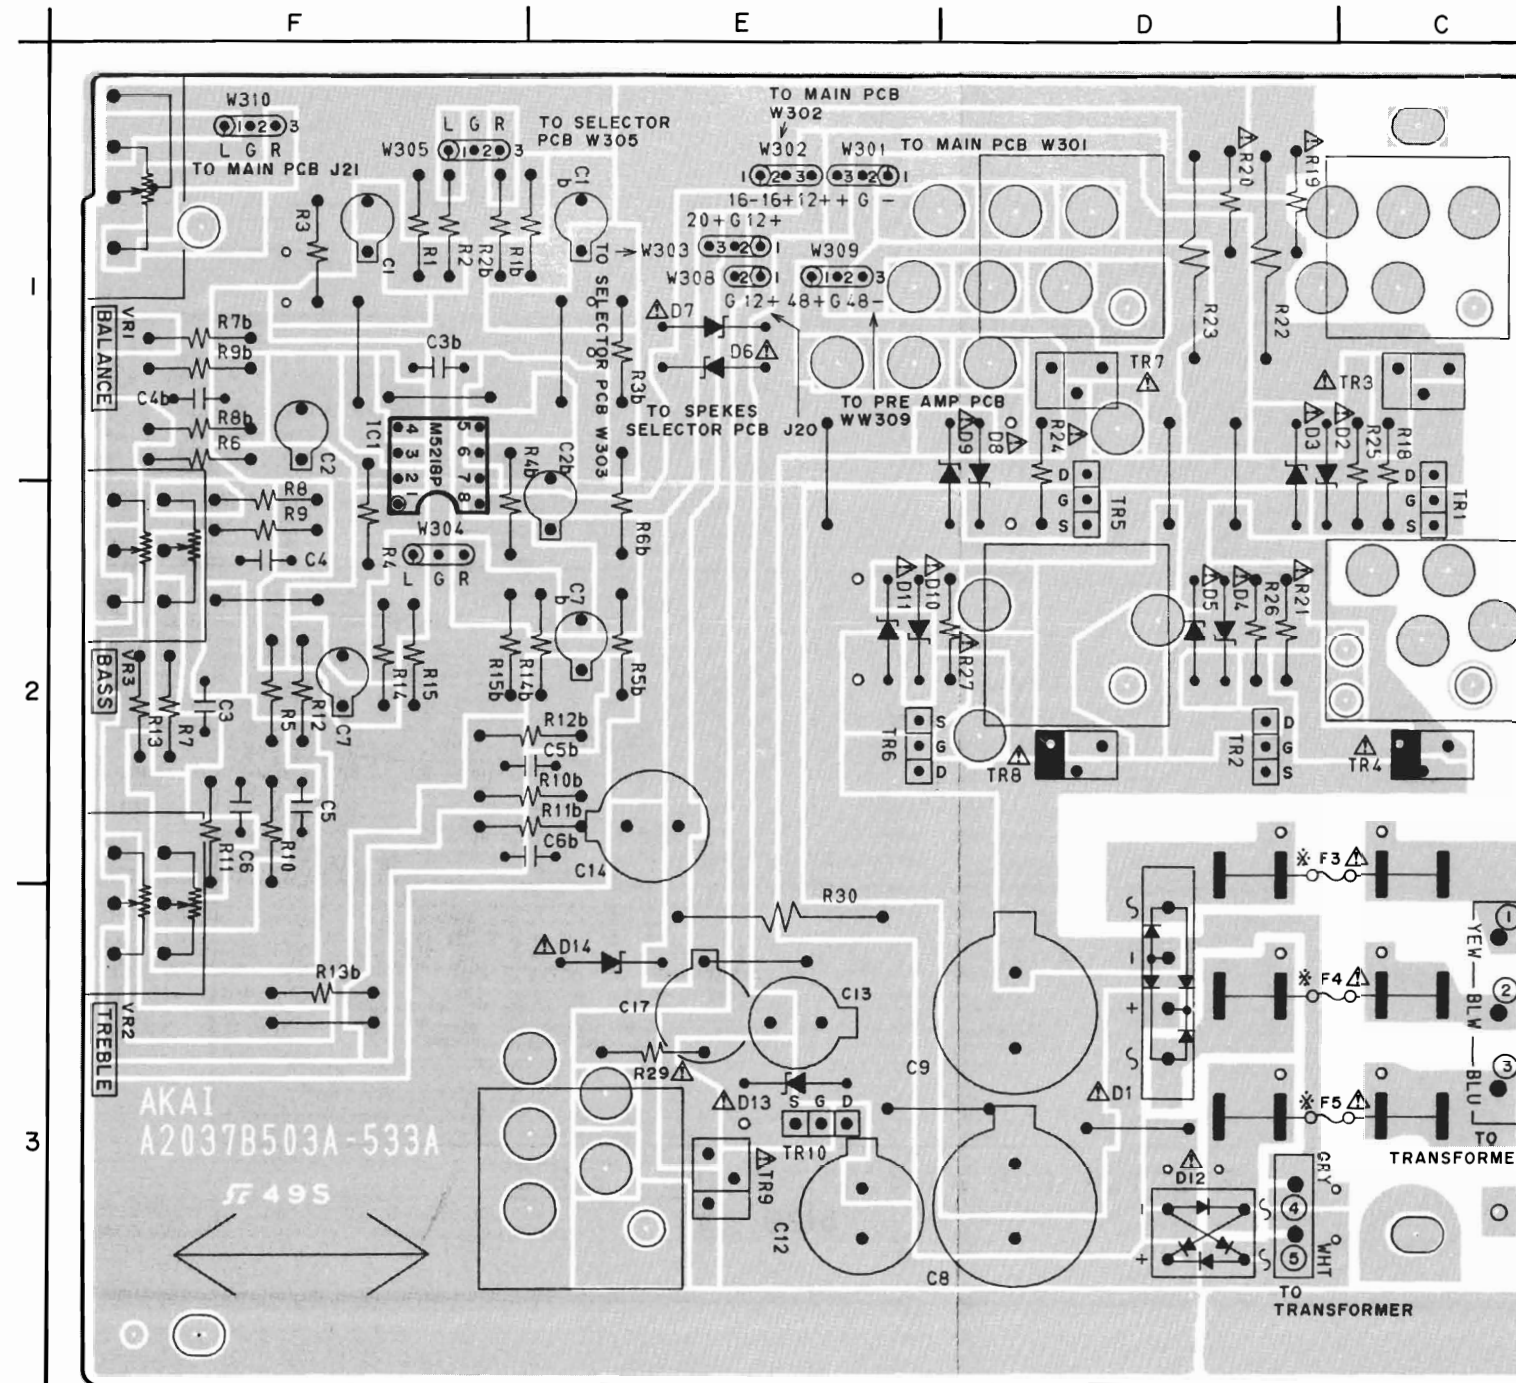 F E D C
W310
1 2 3
L G R
TO MAIN PCB J21
L G R
W305 1 2 3
TO SELECTOR
PCB W305
TO MAIN PCB
W302
W302 W301
TO MAIN PCB W301
1 2 3 3 2 1
16-16+12++G -
20+G12+
W303 3 2 1
W309
W308 2 1
1 2 3
G 12+48+G48-
TO SELECTOR PCB W303
R3
C1
R1
R2
R2b
R1b
C1
b
R20
R19
R23
R22
1
BALANCE
VR1
R7b
R9b
C4b
R8b
R6
C2
C3b
IC1
M5218P
4 5
3 6
2 7
1 8
R4b
C2b
R3b
D7
D6
TO SPEKES
SELECTOR PCB J20
TO PRE AMP PCB
WW309
TR7
TR3
D9
D8
R24
D
G
S
TR5
D3
D2
R25
R18
D
G
S
TR1
R8
R9
C4
R4
W304
L G R
R6b
C7
b
D11
D10
R27
D5
D4
R26
R21
2
BASS
VR3
R13
R7
C3
R5
R12
C7
R14
R15
R15b
R14b
R5b
R12b
C5b
R10b
R11b
C6b
C14
TR6
S
G
D
TR8
TR2
D
G
S
TR4
R11
C6
R10
C5
※ F3
R30
D14
R13b
C17
C13
R29
C9
D13
S G D
TR10
TR9
C12
C8
D1
-
+
※ F4
※ F5
YEW
BLW
BLU
1
2
3
TO
TRANSFORME
VR2
TREBLE
3
AKAI
A2037B503A-533A
49S
D12
-
+
GRY
4
5
WHT
TO
TRANSFORMER